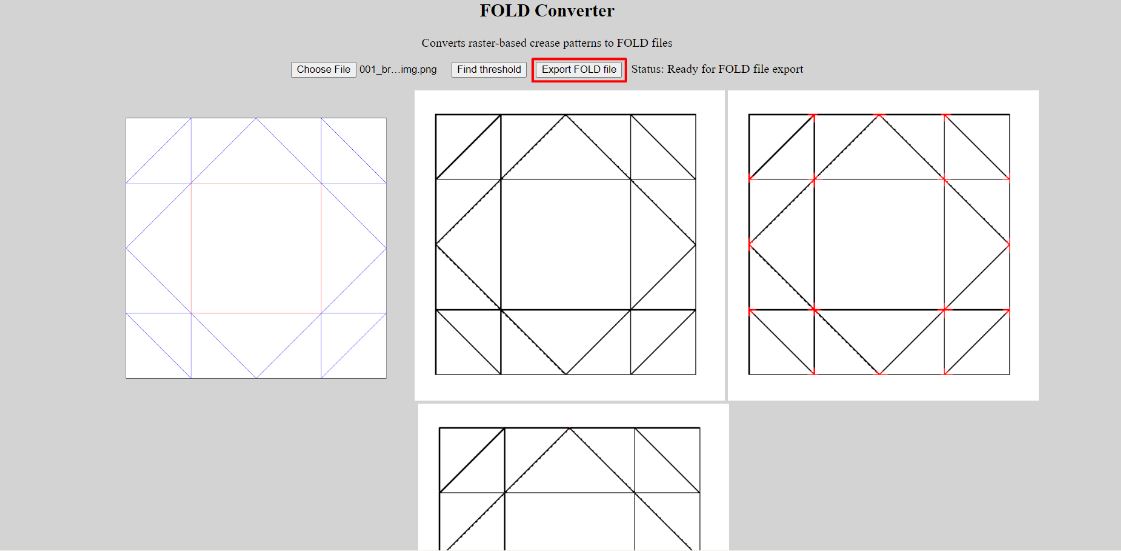 FOLD Converter
Converts raster-based crease patterns to FOLD files
Choose File 001_br...img.png Find threshold Export FOLD file Status: Ready for FOLD file export